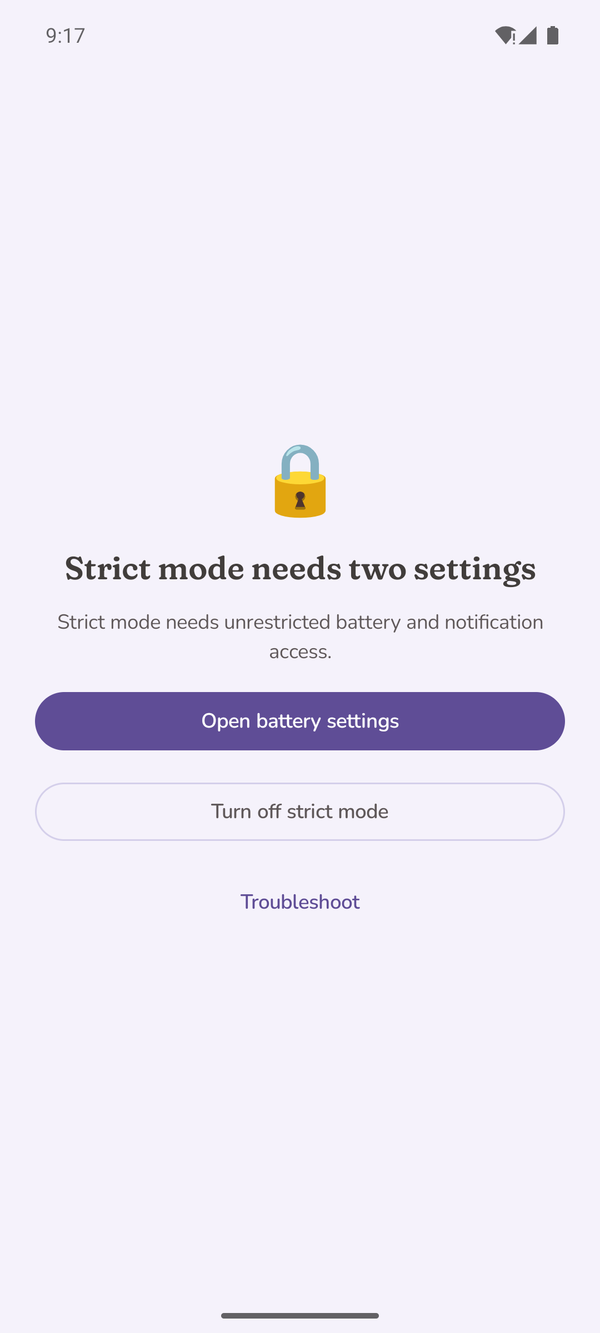 9:17
Strict mode needs two settings
Strict mode needs unrestricted battery and notification
access.
Open battery settings
Turn off strict mode
Troubleshoot